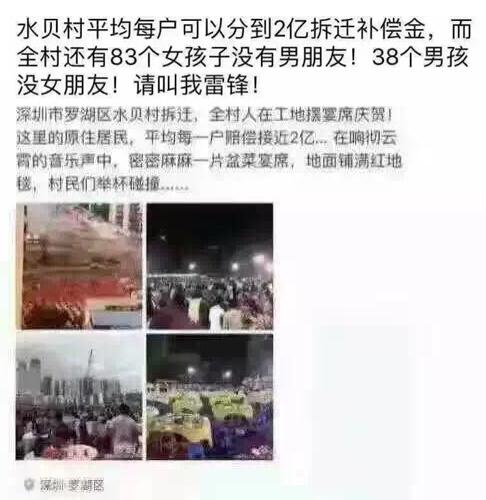 水贝村平均每户可以分到2亿拆迁补偿金，而
全村还有83个女孩子没有男朋友！38个男孩
没女朋友！请叫我雷锋！
深圳市罗湖区水贝村拆迁，全村人在工地摆宴席庆贺！
这里的原住居民，平均每一户赔偿接近2亿... 在响彻云
霄的音乐声中，密密麻麻一片盆菜宴席，地面铺满红地
毯，村民们举杯碰撞......
深圳·罗湖区